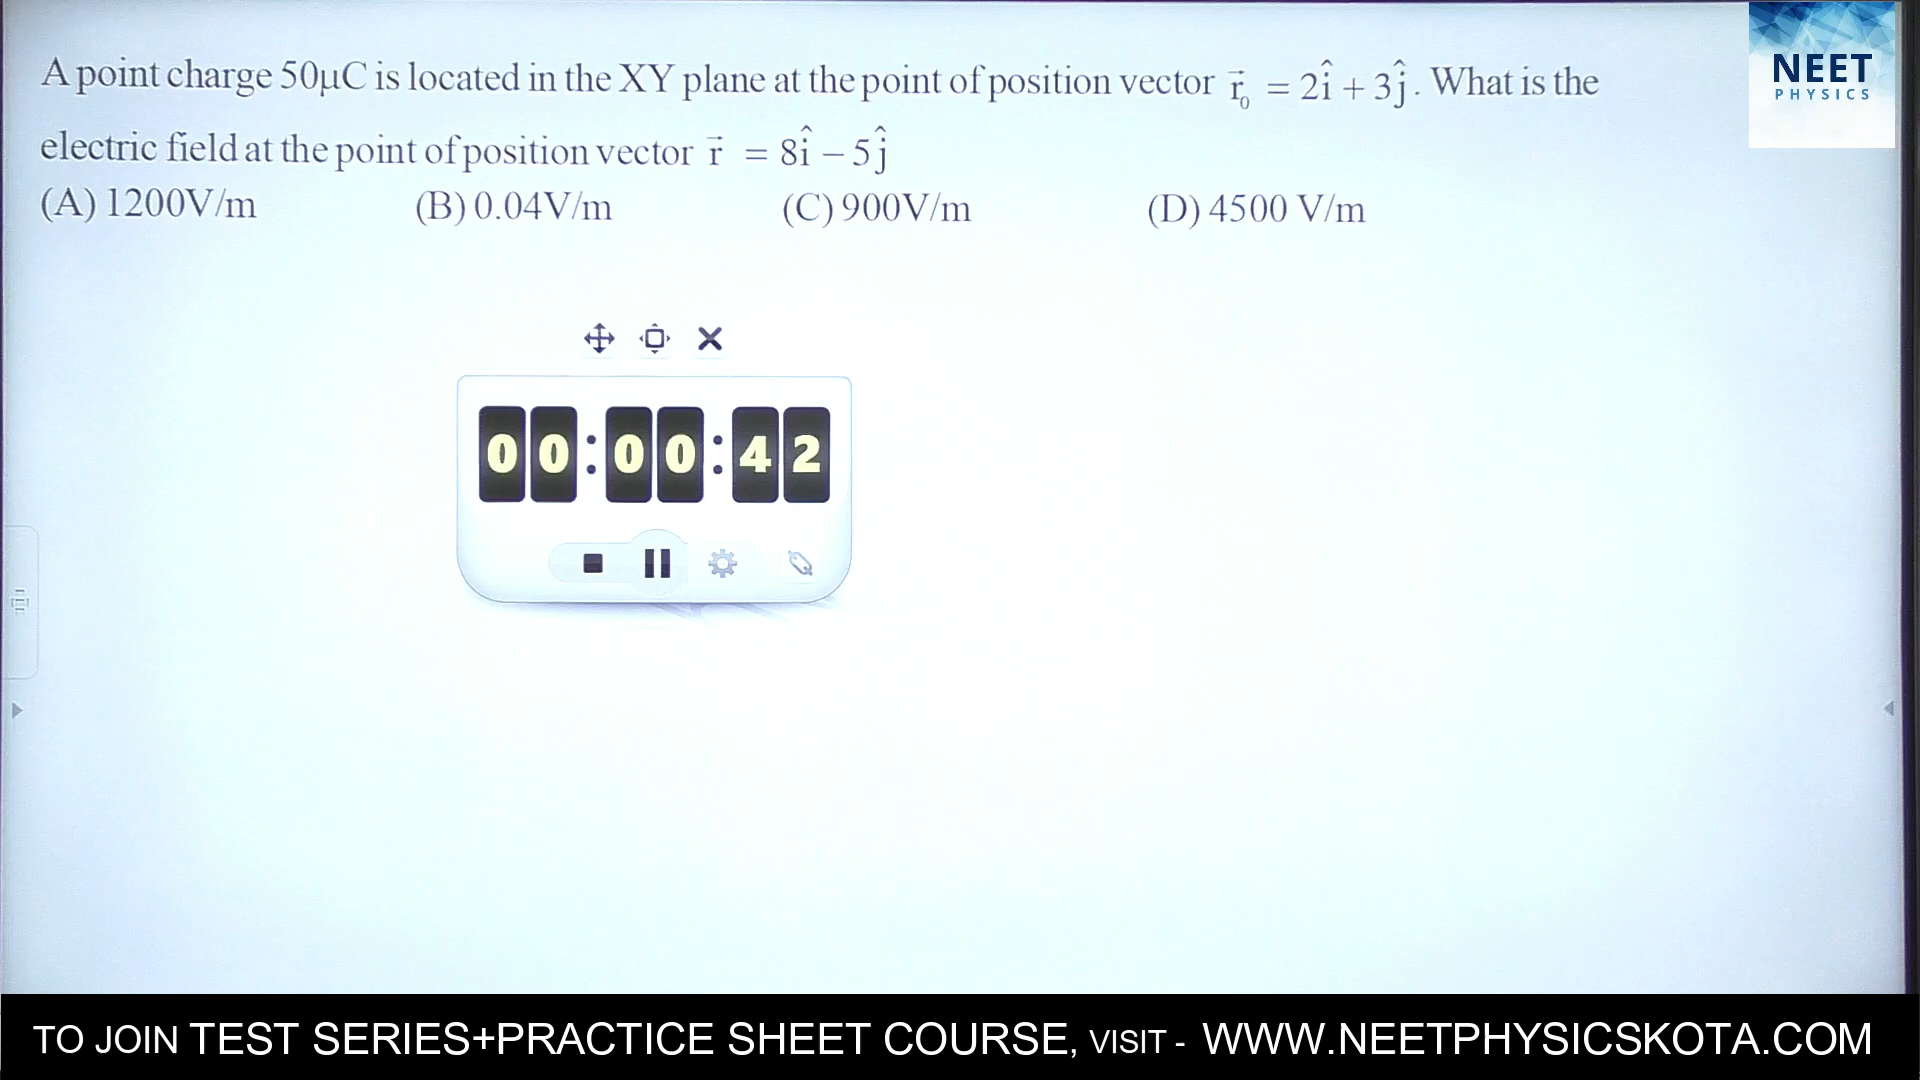 A point charge 50μC is located in the XY plane at the point of position vector r⃗₀ = 2î + 3ĵ. What is the
electric field at the point of position vector r⃗ = 8î – 5ĵ
(A) 1200V/m (B) 0.04V/m (C) 900V/m (D) 4500 V/m
NEET
PHYSICS
00:00:42
TO JOIN TEST SERIES+PRACTICE SHEET COURSE, VISIT - WWW.NEETPHYSICSKOTA.COM